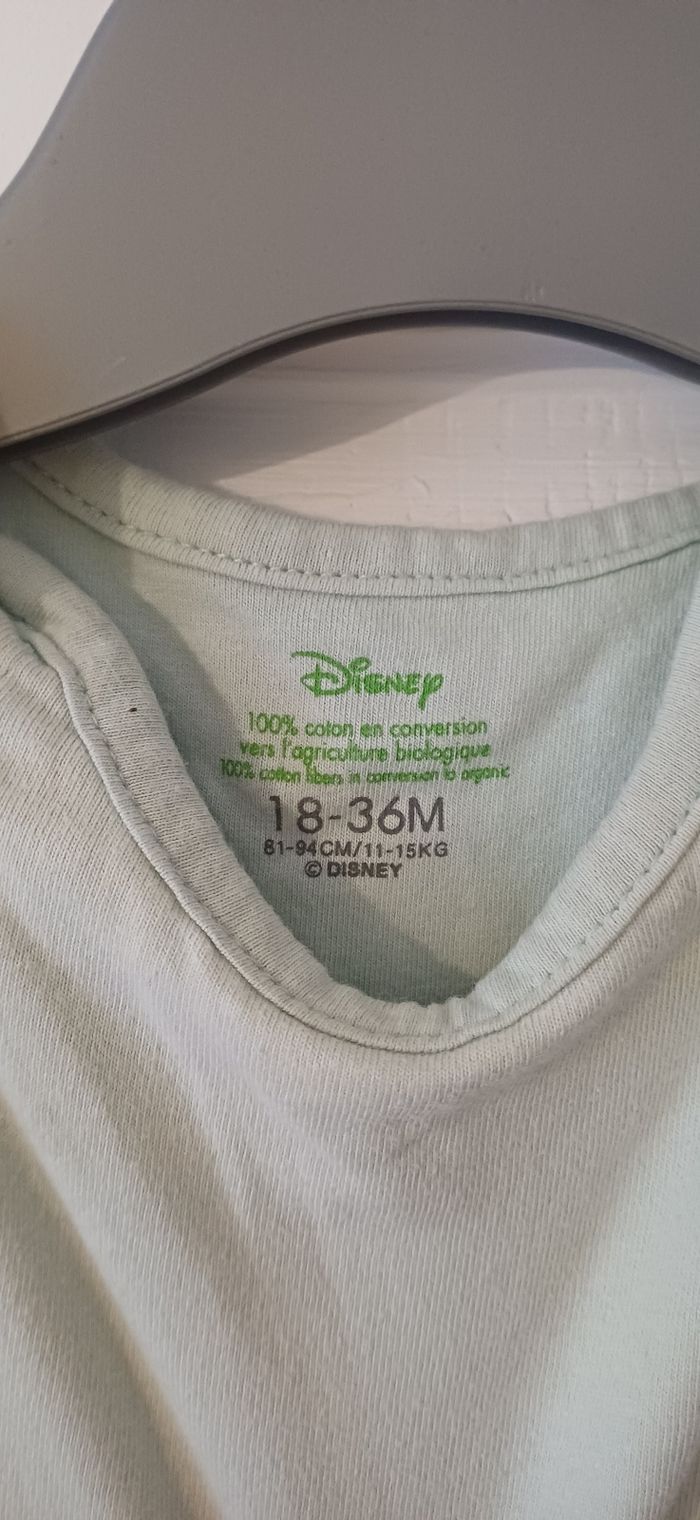 Disney
100% coton en conversion
vers l'agriculture biologique
100% cotton fibers in conversion to organic
18-36M
81-94CM/11-15KG
© DISNEY